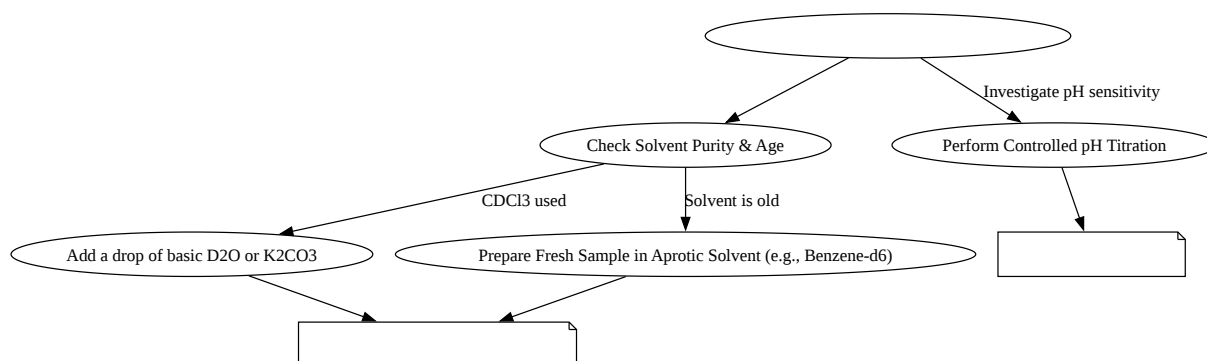 Investigate pH sensitivity
Check Solvent Purity & Age
Perform Controlled pH Titration
CDCl3 used
Solvent is old
Add a drop of basic D2O or K2CO3
Prepare Fresh Sample in Aprotic Solvent (e.g., Benzene-d6)